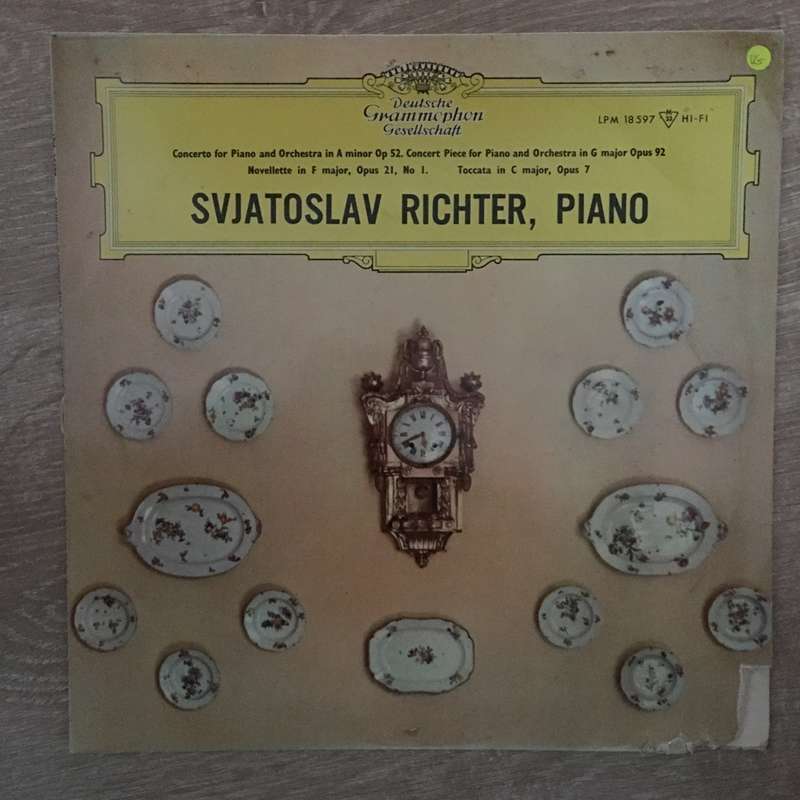 Deutsche
Grammophon
Gesellschaft
LPM 18 597 33 HI-FI
Concerto for Piano and Orchestra in A minor Op 52. Concert Piece for Piano and Orchestra in G major Opus 92
Novellette in F major, Opus 21, No 1. Toccata in C major, Opus 7
SVJATOSLAV RICHTER, PIANO